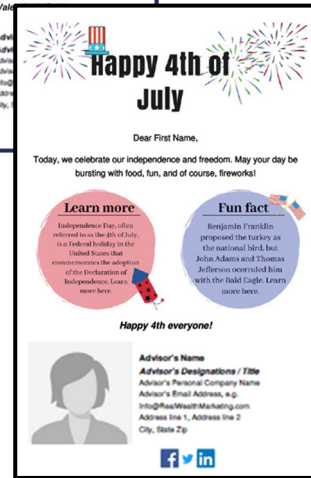 Happy 4th of
July
Dear First Name,
Today, we celebrate our independence and freedom. May your day be
bursting with food, fun, and of course, fireworks!
Learn more
Independence Day, often
referred to as the 4th of July,
is a Federal holiday in the
United States that
commemorates the adoption
of the Declaration of
Independence. Learn
more here.
Fun fact
Benjamin Franklin
proposed the turkey as
the national bird, but
John Adams and Thomas
Jefferson ocerruled him
with the Bald Eagle. Learn
more here.
Happy 4th everyone!
Advisor's Name
Advisor's Designations / Title
Advisor's Personal Company Name
Advisor's Email Address, e.g.
Info@RealWealthMarketing.com
Address line 1, Address line 2
City, State Zip